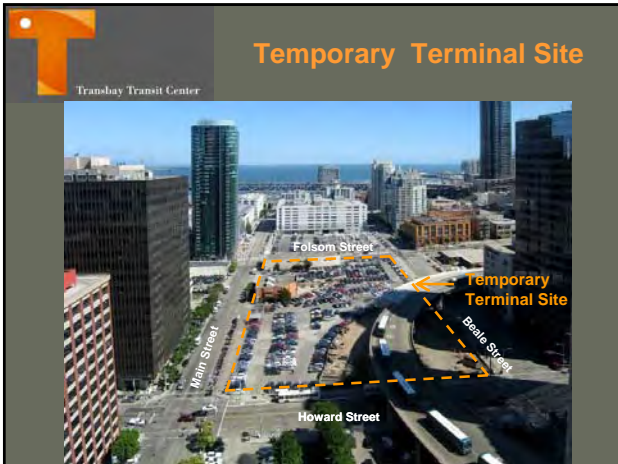 Transbay Transit Center
Temporary Terminal Site
Folsom Street
Temporary
Terminal Site
Main Street
Beale Street
Howard Street